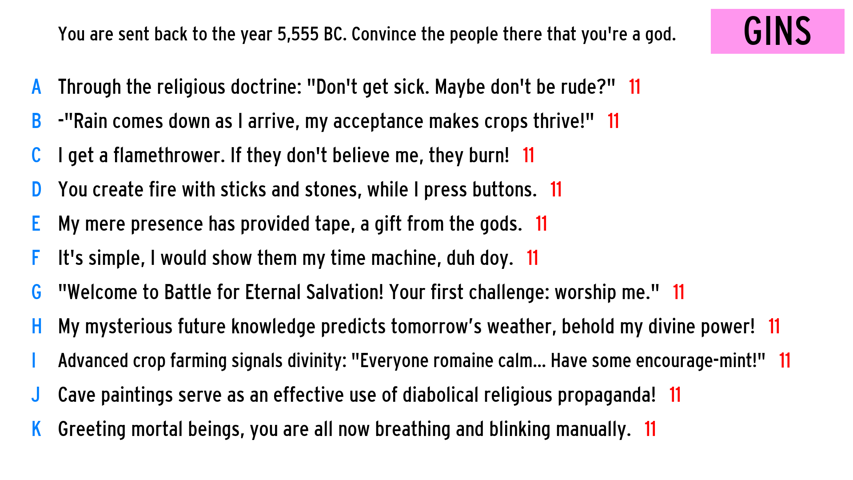 You are sent back to the year 5,555 BC. Convince the people there that you're a god.
GINS
A Through the religious doctrine: "Don't get sick. Maybe don't be rude?" 11
B -"Rain comes down as I arrive, my acceptance makes crops thrive!" 11
C I get a flamethrower. If they don't believe me, they burn! 11
D You create fire with sticks and stones, while I press buttons. 11
E My mere presence has provided tape, a gift from the gods. 11
F It's simple, I would show them my time machine, duh doy. 11
G "Welcome to Battle for Eternal Salvation! Your first challenge: worship me." 11
H My mysterious future knowledge predicts tomorrow’s weather, behold my divine power! 11
I Advanced crop farming signals divinity: "Everyone romaine calm... Have some encourage-mint!" 11
J Cave paintings serve as an effective use of diabolical religious propaganda! 11
K Greeting mortal beings, you are all now breathing and blinking manually. 11